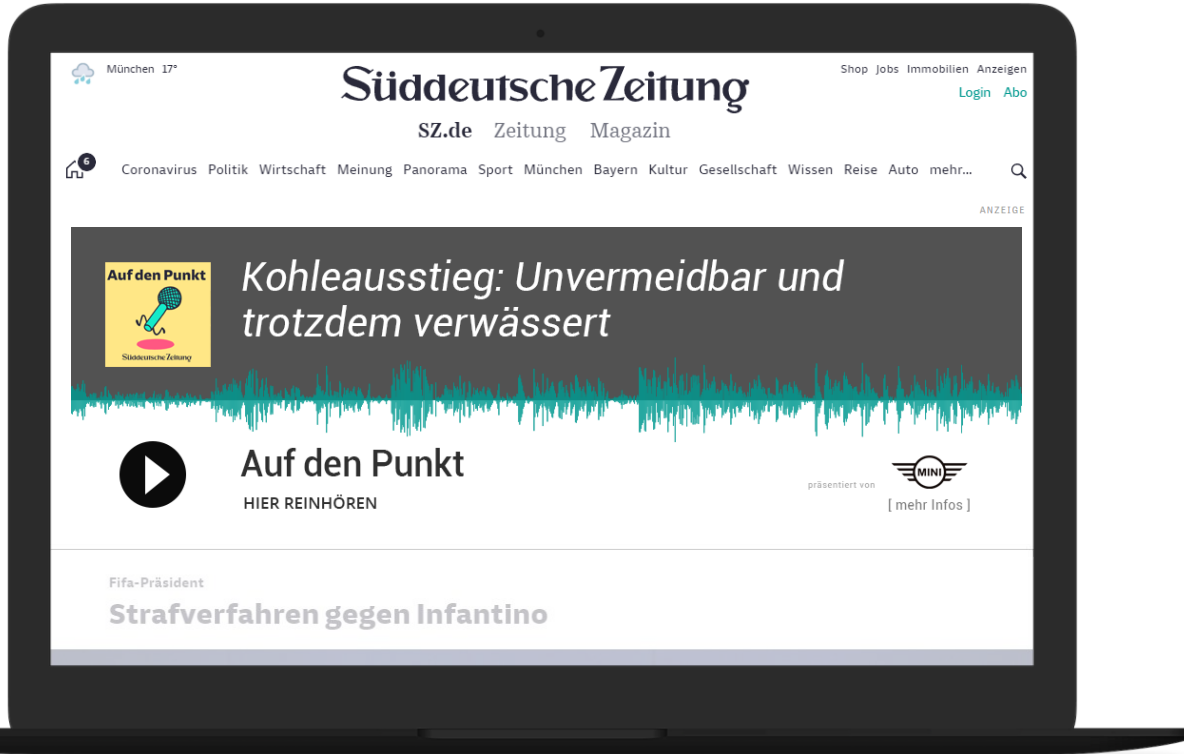 München 17°
Shop Jobs Immobilien Anzeigen
Süddeutsche Zeitung
Login Abo
SZ.de Zeitung Magazin
6
Coronavirus Politik Wirtschaft Meinung Panorama Sport München Bayern Kultur Gesellschaft Wissen Reise Auto mehr...
ANZEIGE
Auf den Punkt
Süddeutsche Zeitung
Kohleausstieg: Unvermeidbar und
trotzdem verwässert
Auf den Punkt
HIER REINHÖREN
präsentiert von
MINI
[ mehr Infos ]
Fifa-Präsident
Strafverfahren gegen Infantino